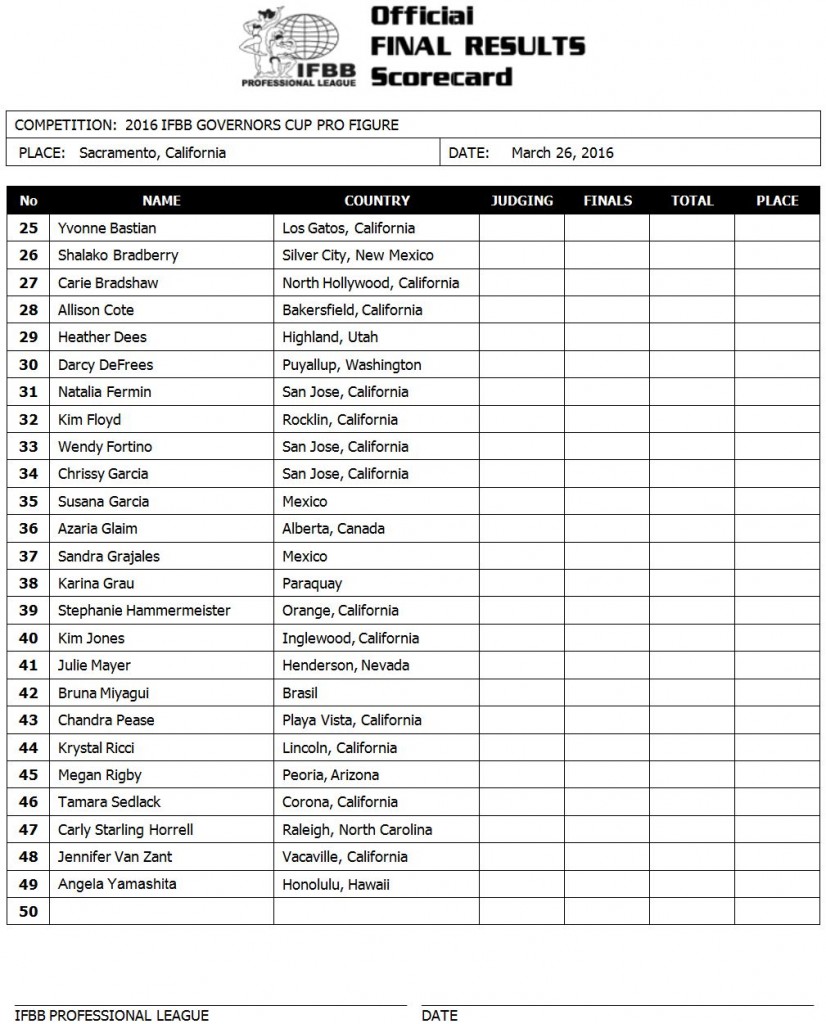 Official
FINAL RESULTS
Scorecard
IFBB
PROFESSIONAL LEAGUE
COMPETITION: 2016 IFBB GOVERNORS CUP PRO FIGURE
PLACE: Sacramento, California DATE: March 26, 2016
No NAME COUNTRY JUDGING FINALS TOTAL PLACE
25 Yvonne Bastian Los Gatos, California
26 Shalako Bradberry Silver City, New Mexico
27 Carie Bradshaw North Hollywood, California
28 Allison Cote Bakersfield, California
29 Heather Dees Highland, Utah
30 Darcy DeFrees Puyallup, Washington
31 Natalia Fermin San Jose, California
32 Kim Floyd Rocklin, California
33 Wendy Fortino San Jose, California
34 Chrissy Garcia San Jose, California
35 Susana Garcia Mexico
36 Azaria Glaim Alberta, Canada
37 Sandra Grajales Mexico
38 Karina Grau Paraquay
39 Stephanie Hammermeister Orange, California
40 Kim Jones Inglewood, California
41 Julie Mayer Henderson, Nevada
42 Bruna Miyagui Brasil
43 Chandra Pease Playa Vista, California
44 Krystal Ricci Lincoln, California
45 Megan Rigby Peoria, Arizona
46 Tamara Sedlack Corona, California
47 Carly Starling Horrell Raleigh, North Carolina
48 Jennifer Van Zant Vacaville, California
49 Angela Yamashita Honolulu, Hawaii
50
IFBB PROFESSIONAL LEAGUE DATE